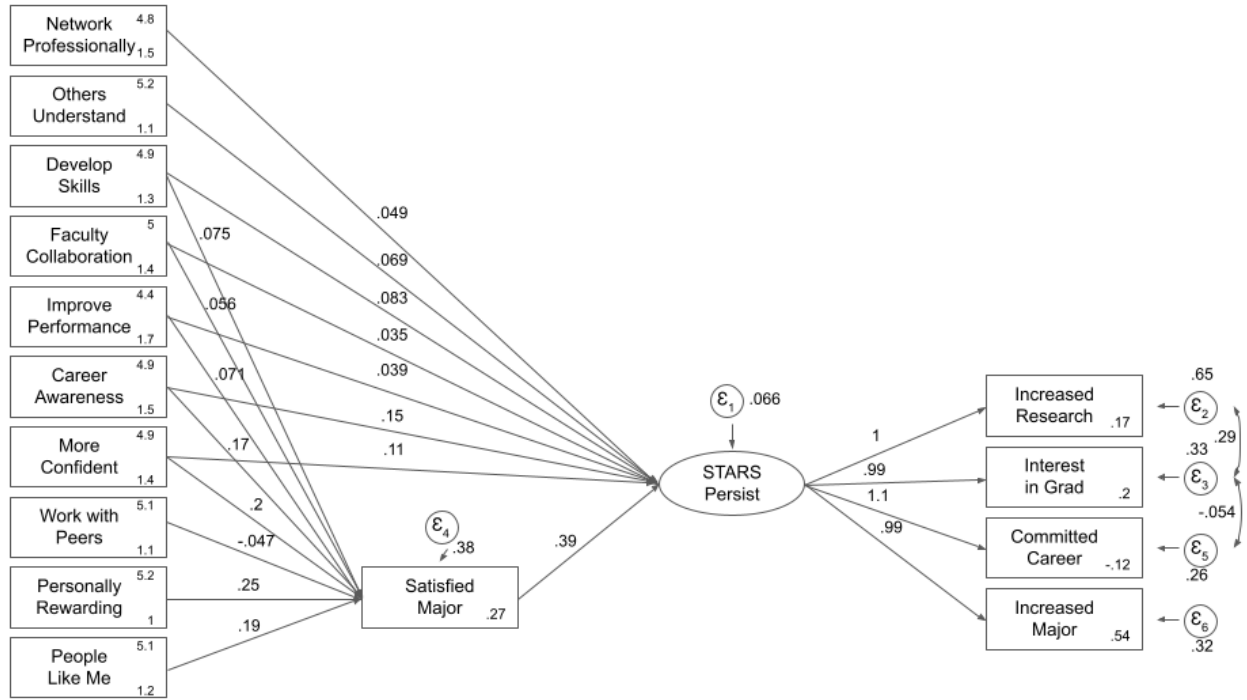 4.8
Network
Professionally
1.5
5.2
Others
Understand
1.1
4.9
Develop
Skills
1.3
5
Faculty
Collaboration
1.4
4.4
Improve
Performance
1.7
4.9
Career
Awareness
1.5
4.9
More
Confident
1.4
5.1
Work with
Peers
1.1
5.2
Personally
Rewarding
1
5.1
People
Like Me
1.2
.049
.069
.083
.035
.039
.15
.11
.075
.056
.071
.17
.2
-.047
.25
.19
ε4
.38
Satisfied
Major
.27
.39
ε1
.066
STARS
Persist
1
.99
1.1
.99
Increased
Research
.17
.65
ε2
.29
Interest
in Grad
.2
.33
ε3
-.054
Committed
Career
-.12
ε5
.26
Increased
Major
.54
ε6
.32